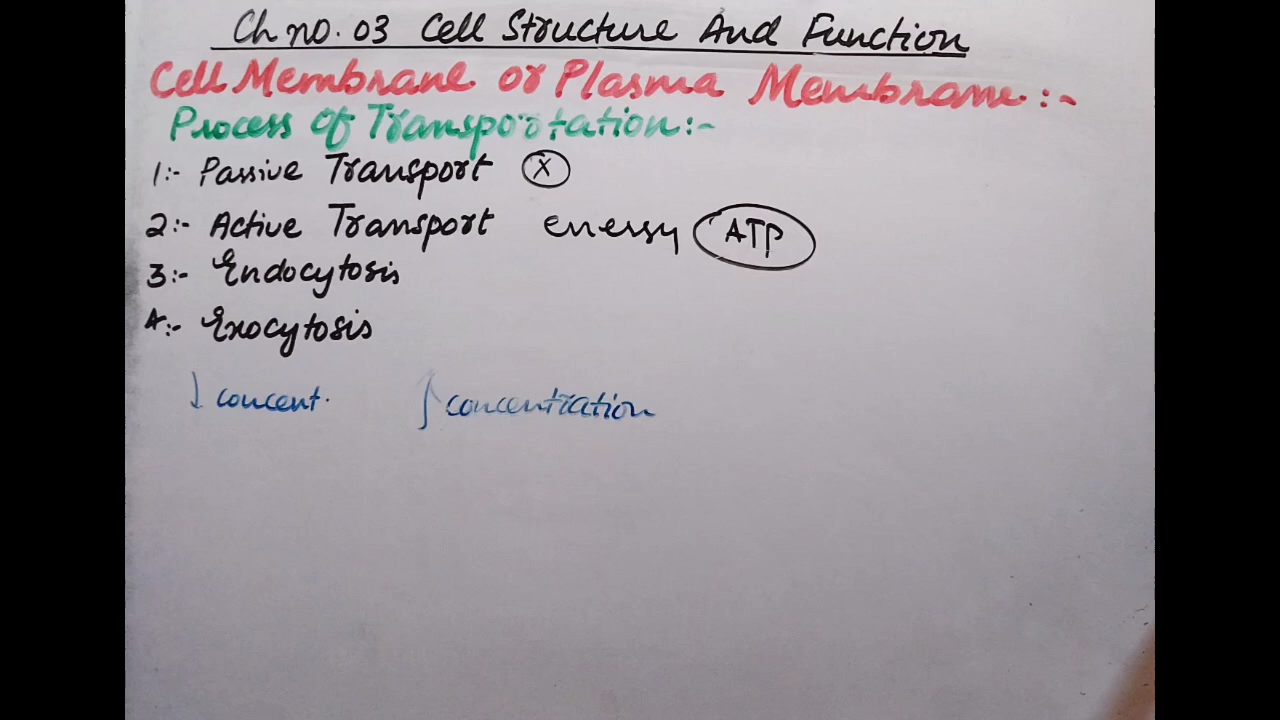 Ch no. 03 Cell Structure And Function
Cell Membrane or Plasma Membrane:-
Process of Transportation:-
1:- Passive Transport X
2:- Active Transport energy ATP
3:- Endocytosis
4:- Exocytosis
↓ concent. ↑ concentration